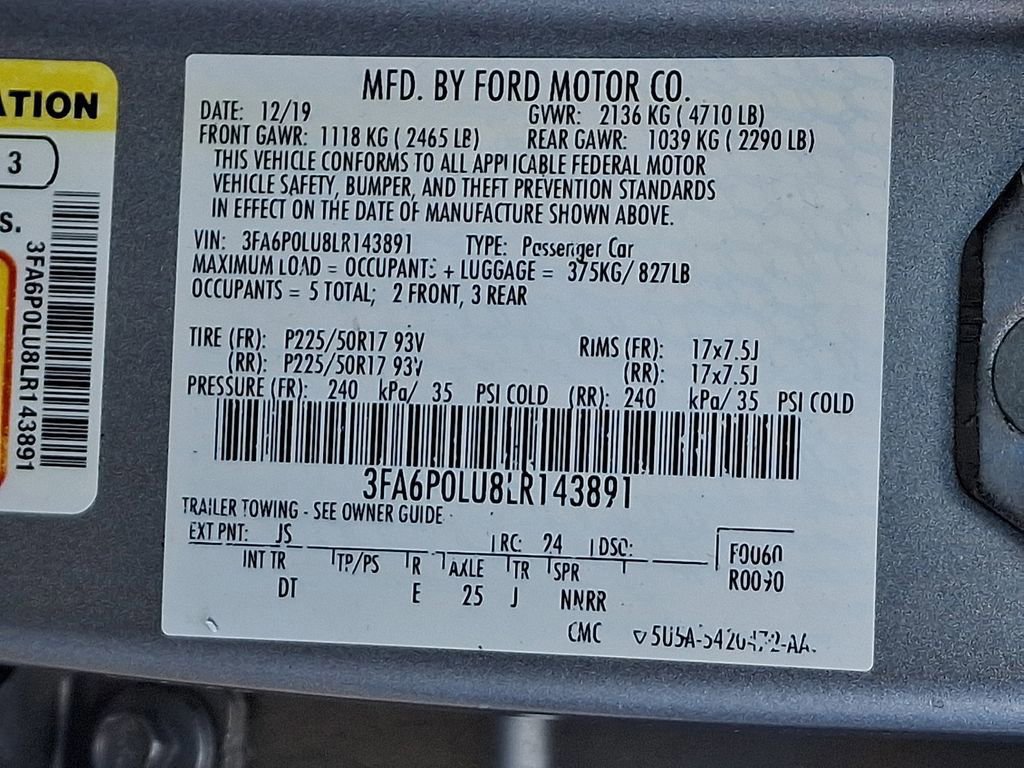 ATION
3
S.
3FA6P0LU8LR143891
MFD. BY FORD MOTOR CO.
DATE: 12/19 GVWR: 2136 KG ( 4710 LB)
FRONT GAWR: 1118 KG ( 2465 LB) REAR GAWR: 1039 KG ( 2290 LB)
THIS VEHICLE CONFORMS TO ALL APPLICABLE FEDERAL MOTOR
VEHICLE SAFETY, BUMPER, AND THEFT PREVENTION STANDARDS
IN EFFECT ON THE DATE OF MANUFACTURE SHOWN ABOVE.
VIN: 3FA6P0LU8LR143891 TYPE: Passenger Car
MAXIMUM LOAD = OCCUPANTS + LUGGAGE = 375KG/ 827LB
OCCUPANTS = 5 TOTAL; 2 FRONT, 3 REAR
TIRE (FR): P225/50R17 93V RIMS (FR): 17x7.5J
(RR): P225/50R17 93V (RR): 17x7.5J
PRESSURE (FR): 240 kPa/ 35 PSI COLD (RR): 240 kPa/ 35 PSI COLD
3FA6P0LU8LR143891
TRAILER TOWING - SEE OWNER GUIDE
EXT PNT: JS RC: 24 DSO: F0060
INT TR TP/PS R AXLE TR SPR R0090
DT E 25 J NNRR
CMC